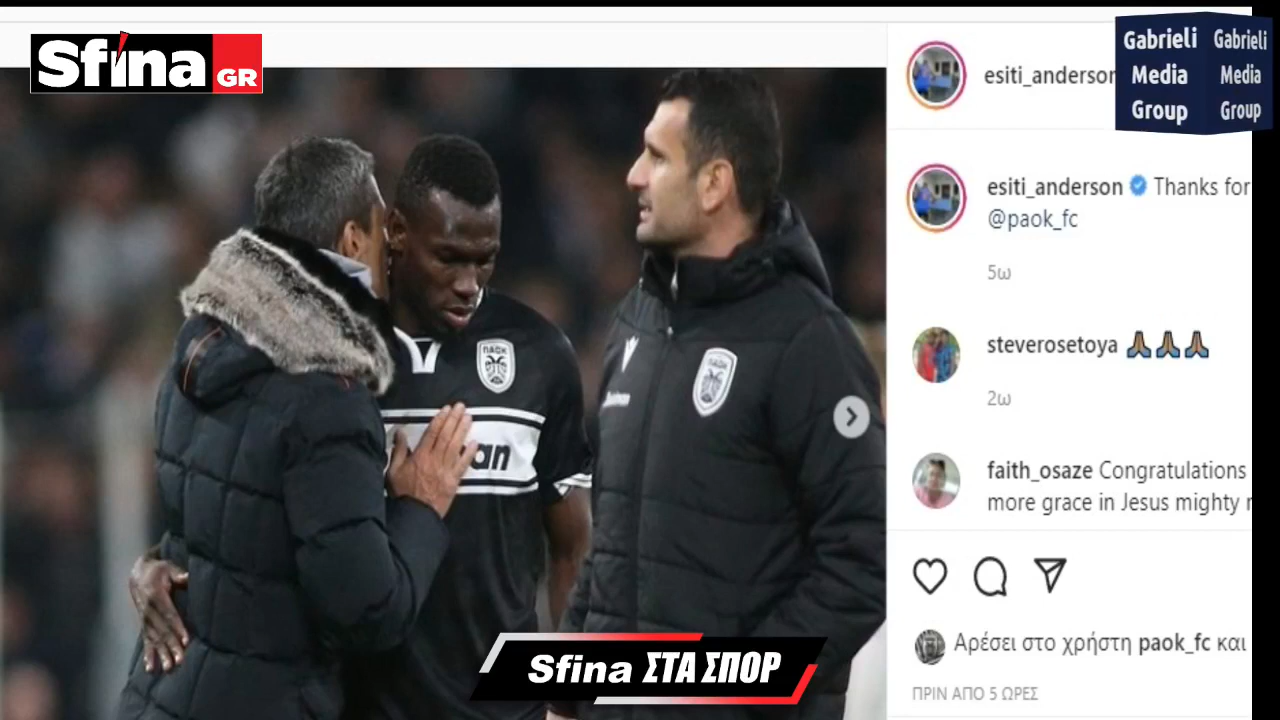 Sfina GR
Gabrieli Gabrieli
Media Media
Group Group
esiti_anderson
esiti_anderson Thanks for
@paok_fc
5ω
steverosetoya 🙏🏽🙏🏽🙏🏽
2ω
faith_osaze Congratulations
more grace in Jesus mighty
Αρέσει στο χρήστη paok_fc και
ΠΡΙΝ ΑΠΟ 5 ΩΡΕΣ
ΠΑΟΚ
ΠΑΟΚ
an
Sfina ΣΤΑ ΣΠΟΡ